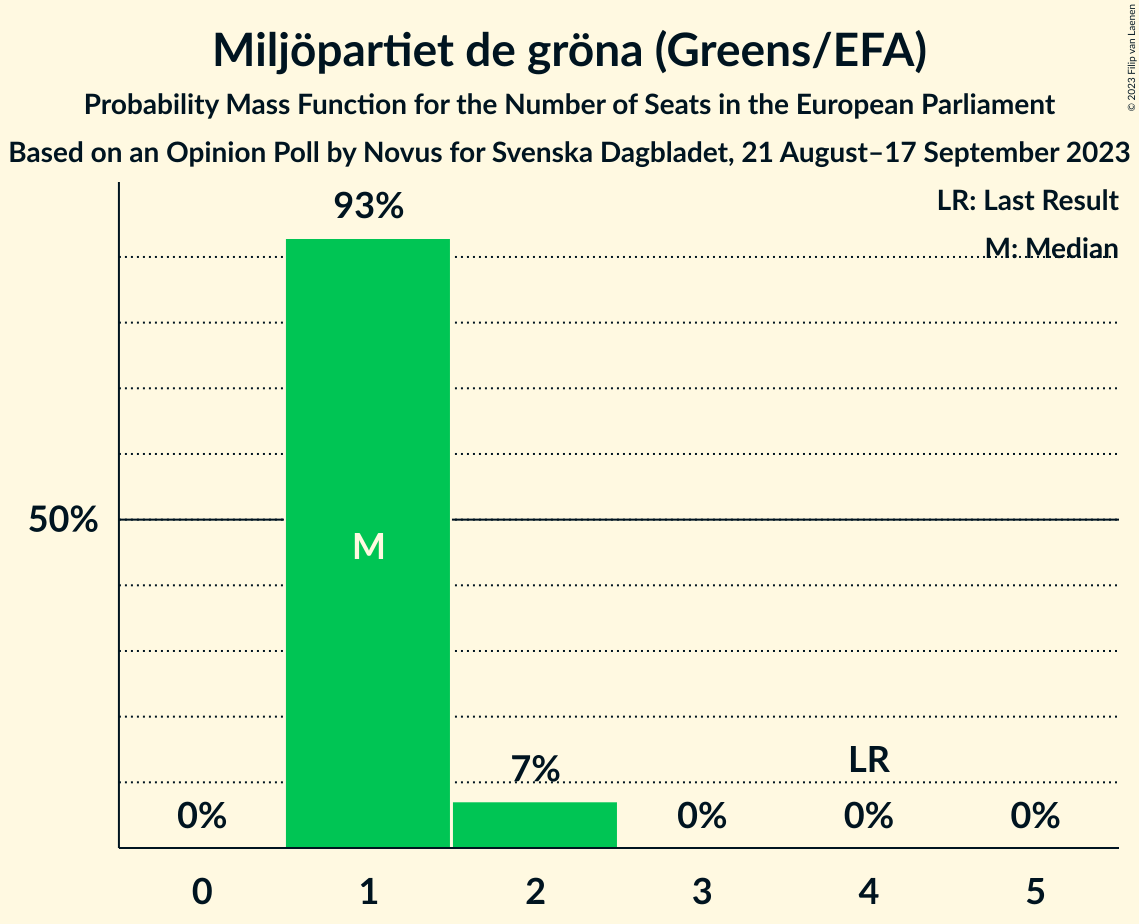 Miljöpartiet de gröna (Greens/EFA)
Probability Mass Function for the Number of Seats in the European Parliament
Based on an Opinion Poll by Novus for Svenska Dagbladet, 21 August–17 September 2023
© 2023 Filip van Laenen
LR: Last Result
M: Median
93%
50%
M
7%
LR
0%
0%
0%
0%
0 1 2 3 4 5